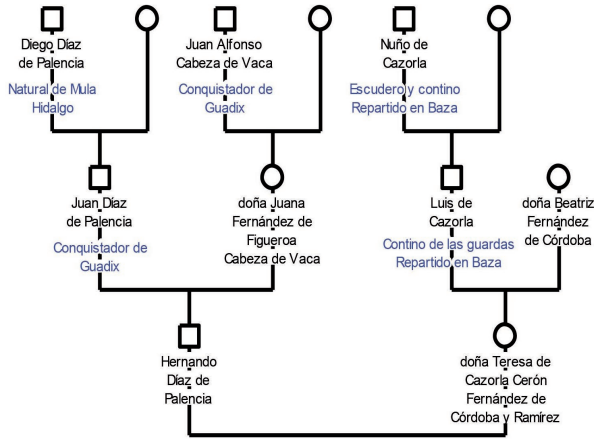 Diego Díaz
de Palencia
Natural de Mula
Hidalgo
Juan Alfonso
Cabeza de Vaca
Conquistador de
Guadix
Nuño de
Cazorla
Escudero y contino
Repartido en Baza
Juan Díaz
de Palencia
Conquistador de
Guadix
doña Juana
Fernández de
Figueroa
Cabeza de Vaca
Luis de
Cazorla
Contino de las guardas
Repartido en Baza
doña Beatriz
Fernández
de Córdoba
Hernando
Díaz de
Palencia
doña Teresa de
Cazorla Cerón
Fernández de
Córdoba y Ramírez